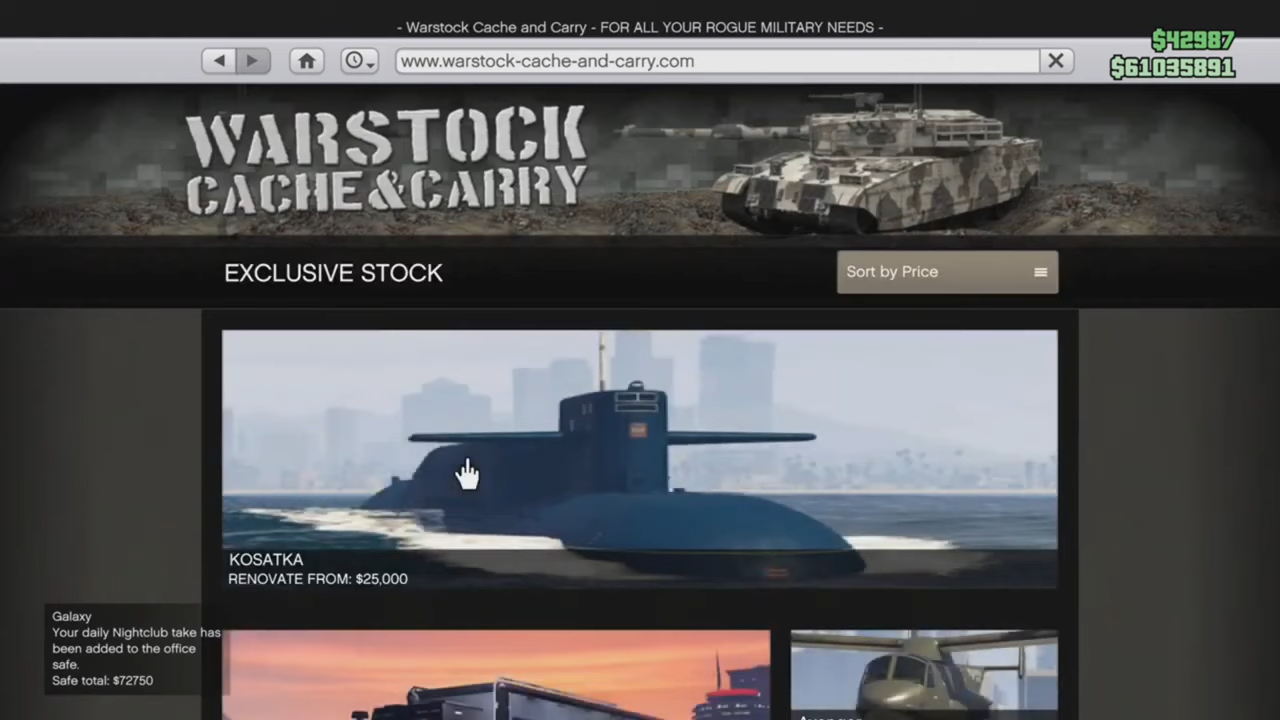 - Warstock Cache and Carry - FOR ALL YOUR ROGUE MILITARY NEEDS -
$42987
www.warstock-cache-and-carry.com
$61035891
WARSTOCK
CACHE&CARRY
EXCLUSIVE STOCK
Sort by Price
KOSATKA
RENOVATE FROM: $25,000
Galaxy
Your daily Nightclub take has
been added to the office
safe.
Safe total: $72750
Avenger